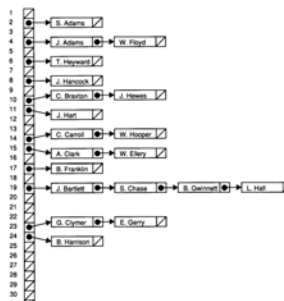 1
2 S. Adams
3
4 J. Adams W. Floyd
5
6 T. Heyward
7
8 J. Hancock
9
10 C. Braxton J. Hewes
11 J. Hart
12
13
14 C. Carroll W. Hooper
15 A. Clark W. Ellery
16
17 B. Franklin
18
19 J. Bartlett S. Chase B. Gwinnett L. Hall
20
21
22
23 G. Clymer E. Gerry
24 B. Harrison
25
26
27
28
29
30